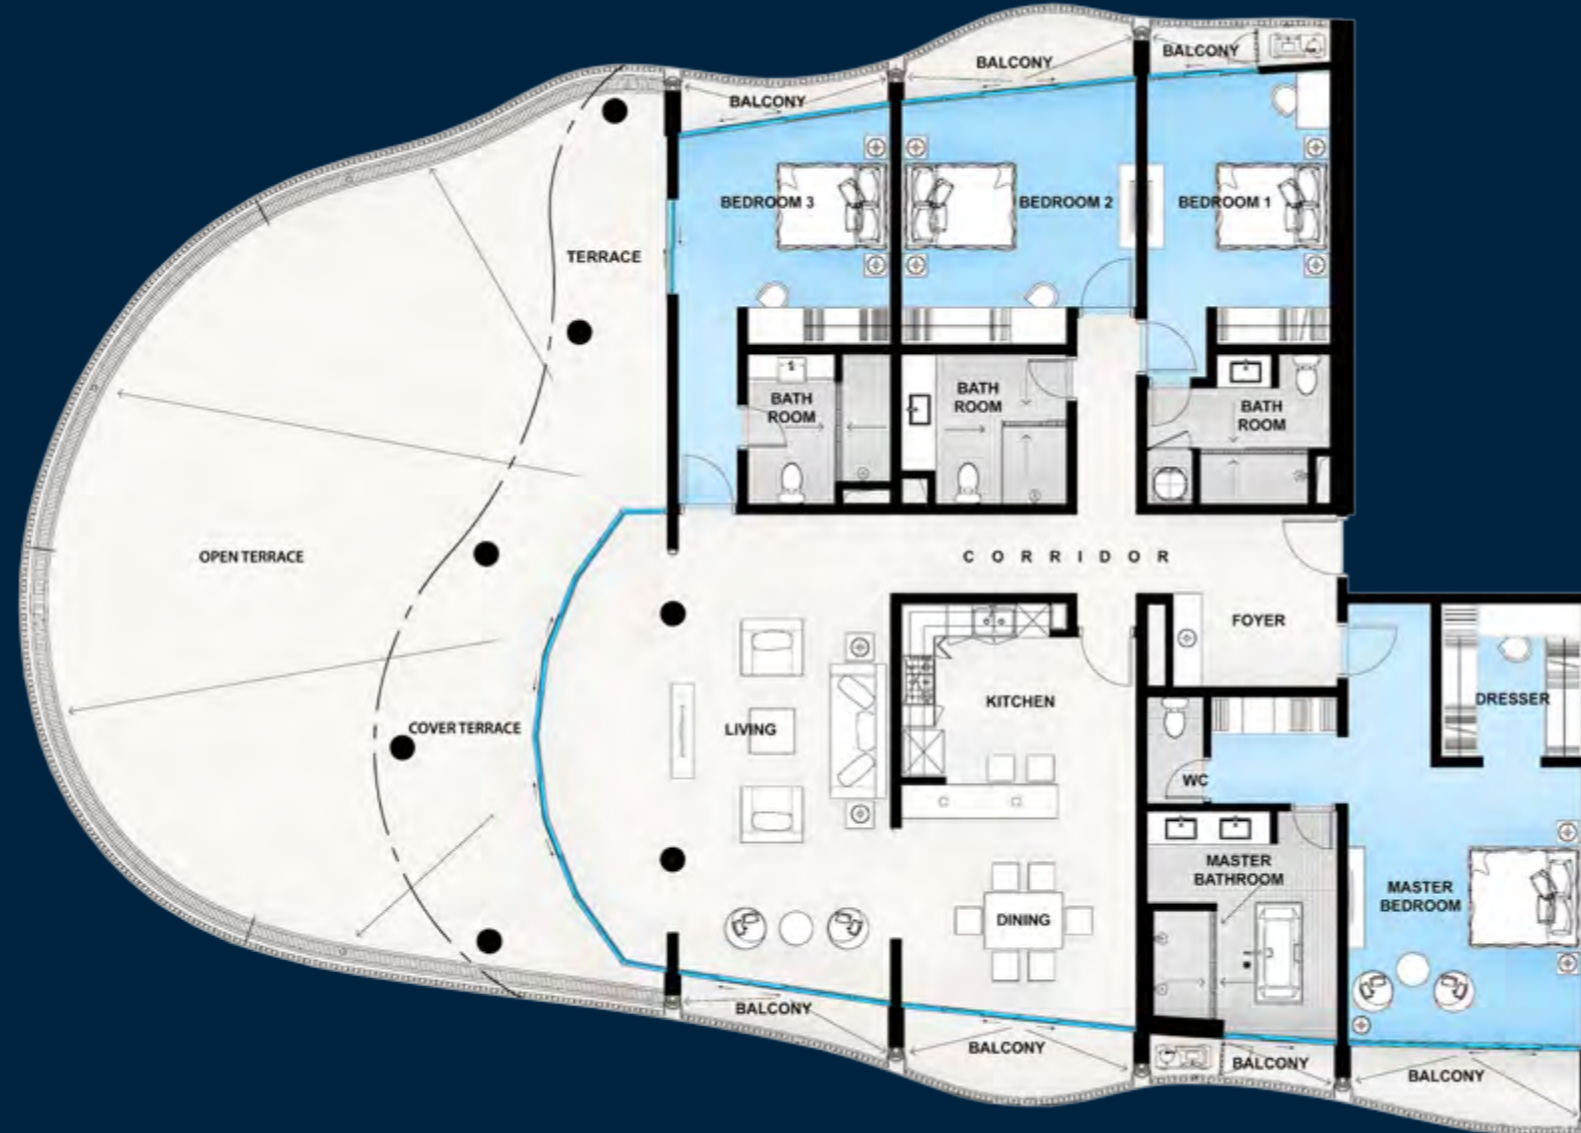 BALCONY
BALCONY
BALCONY
BEDROOM 3
BEDROOM 2
BEDROOM 1
TERRACE
BATH
ROOM
BATH
ROOM
BATH
ROOM
OPEN TERRACE
CORRIDOR
FOYER
KITCHEN
DRESSER
COVER TERRACE
LIVING
WC
MASTER
BATHROOM
MASTER
BEDROOM
DINING
BALCONY
BALCONY
BALCONY
BALCONY